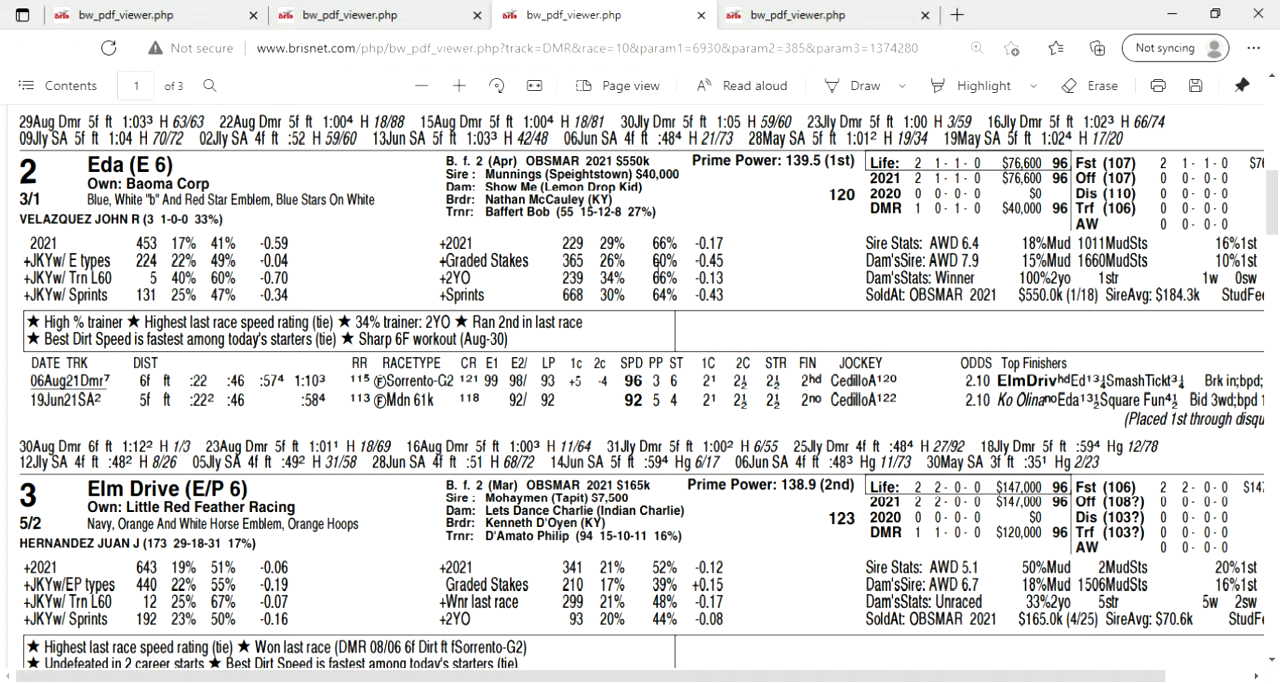 bw_pdf_viewer.php bw_pdf_viewer.php bw_pdf_viewer.php bw_pdf_viewer.php
Not secure www.brisnet.com/php/bw_pdf_viewer.php?track=DMR&race=10&param1=6930&param2=385&param3=1374280 Not syncing
Contents 1 of 3 Page view Read aloud Draw Highlight Erase
29Aug Dmr 5f ft 1:03³ H 63/63 22Aug Dmr 5f ft 1:00⁴ H 18/88 15Aug Dmr 5f ft 1:00⁴ H 18/81 30Jly Dmr 5f ft 1:05 H 59/60 23Jly Dmr 5f ft 1:00 H 3/59 16Jly Dmr 5f ft 1:02³ H 66/74
09Jly SA 5f ft 1:04 H 70/72 02Jly SA 4f ft :52 H 59/60 13Jun SA 5f ft 1:03³ H 42/48 06Jun SA 4f ft :48⁴ H 21/73 28May SA 5f ft 1:01² H 19/34 19May SA 5f ft 1:02⁴ H 17/20
2 Eda (E 6) B. f. 2 (Apr) OBSMAR 2021 $550k Prime Power: 139.5 (1st) Life: 2 1- 1- 0 $76,600 96 Fst (107) 2 1- 1- 0 $76
Own: Baoma Corp Sire : Munnings (Speightstown) $40,000 2021 2 1- 1- 0 $76,600 96 Off (107) 0 0- 0- 0
3/1 Blue, White "b" And Red Star Emblem, Blue Stars On White Dam: Show Me (Lemon Drop Kid) 120 2020 0 0- 0- 0 $0 Dis (110) 0 0- 0- 0
Brdr: Nathan McCauley (KY) DMR 1 0- 1- 0 $40,000 96 Trf (106) 0 0- 0- 0
VELAZQUEZ JOHN R (3 1-0-0 33%) Trnr: Baffert Bob (55 15-12-8 27%) AW 0 0- 0- 0
2021 453 17% 41% -0.59 +2021 229 29% 66% -0.17 Sire Stats: AWD 6.4 18%Mud 1011MudSts 16%1st
+JKYw/ E types 224 22% 49% -0.04 +Graded Stakes 365 26% 60% -0.45 Dam'sSire: AWD 7.9 15%Mud 1660MudSts 10%1st
+JKYw/ Trn L60 5 40% 60% -0.70 +2YO 239 34% 66% -0.13 Dam'sStats: Winner 100%2yo 1str 1w 0sw
+JKYw/ Sprints 131 25% 47% -0.34 +Sprints 668 30% 64% -0.43 SoldAt: OBSMAR 2021 $550.0k (1/18) SireAvg: $184.3k StudFee
★ High % trainer ★ Highest last race speed rating (tie) ★ 34% trainer: 2YO ★ Ran 2nd in last race
★ Best Dirt Speed is fastest among today's starters (tie) ★ Sharp 6F workout (Aug-30)
DATE TRK DIST RR RACETYPE CR E1 E2/ LP 1c 2c SPD PP ST 1C 2C STR FIN JOCKEY ODDS Top Finishers
06Aug21Dmr⁷ 6f ft :22 :46 :57⁴ 1:10³ 115 ⒻSorrento-G2 121 99 98/ 93 +5 -4 96 3 6 2¹ 2½ 2½ 2hd CedilloA120 2.10 ElmDrivhdEd1¾SmashTickt3¼ Brk in;bpd;
19Jun21SA² 5f ft :22² :46 :58⁴ 113 ⒻMdn 61k 118 92/ 92 92 5 4 2¹ 2½ 2½ 2no CedilloA122 2.10 Ko OlinanoEda13½Square Fun4½ Bid 3wd;bpd 1
(Placed 1st through disqu
30Aug Dmr 6f ft 1:12² H 1/3 23Aug Dmr 5f ft 1:01¹ H 18/69 16Aug Dmr 5f ft 1:00³ H 11/64 31Jly Dmr 5f ft 1:00² H 6/55 25Jly Dmr 4f ft :48⁴ H 27/92 18Jly Dmr 5f ft :59⁴ Hg 12/78
12Jly SA 4f ft :48² H 8/26 05Jly SA 4f ft :49² H 31/58 28Jun SA 4f ft :51 H 68/72 14Jun SA 5f ft :59⁴ Hg 6/17 06Jun SA 4f ft :48³ Hg 11/73 30May SA 3f ft :35¹ Hg 2/23
3 Elm Drive (E/P 6) B. f. 2 (Mar) OBSMAR 2021 $165k Prime Power: 138.9 (2nd) Life: 2 2- 0- 0 $147,000 96 Fst (106) 2 2- 0- 0 $147
Own: Little Red Feather Racing Sire : Mohaymen (Tapit) $7,500 2021 2 2- 0- 0 $147,000 96 Off (108?) 0 0- 0- 0
5/2 Navy, Orange And White Horse Emblem, Orange Hoops Dam: Lets Dance Charlie (Indian Charlie) 123 2020 0 0- 0- 0 $0 Dis (103?) 0 0- 0- 0
Brdr: Kenneth D'Oyen (KY) DMR 1 1- 0- 0 $120,000 96 Trf (103?) 0 0- 0- 0
HERNANDEZ JUAN J (173 29-18-31 17%) Trnr: D'Amato Philip (94 15-10-11 16%) AW 0 0- 0- 0
+2021 643 19% 51% -0.06 +2021 341 21% 52% -0.12 Sire Stats: AWD 5.1 50%Mud 2MudSts 20%1st
+JKYw/EP types 440 22% 55% -0.19 Graded Stakes 210 17% 39% +0.15 Dam'sSire: AWD 6.7 18%Mud 1506MudSts 16%1st
+JKYw/ Trn L60 12 25% 67% -0.07 +Wnr last race 299 21% 48% -0.17 Dam'sStats: Unraced 33%2yo 5str 5w 2sw
+JKYw/ Sprints 192 23% 50% -0.16 +2YO 93 20% 44% -0.08 SoldAt: OBSMAR 2021 $165.0k (4/25) SireAvg: $70.6k StudF
★ Highest last race speed rating (tie) ★ Won last race (DMR 08/06 6f Dirt ft fSorrento-G2)
★ Undefeated in 2 career starts ★ Best Dirt Speed is fastest among today's starters (tie)